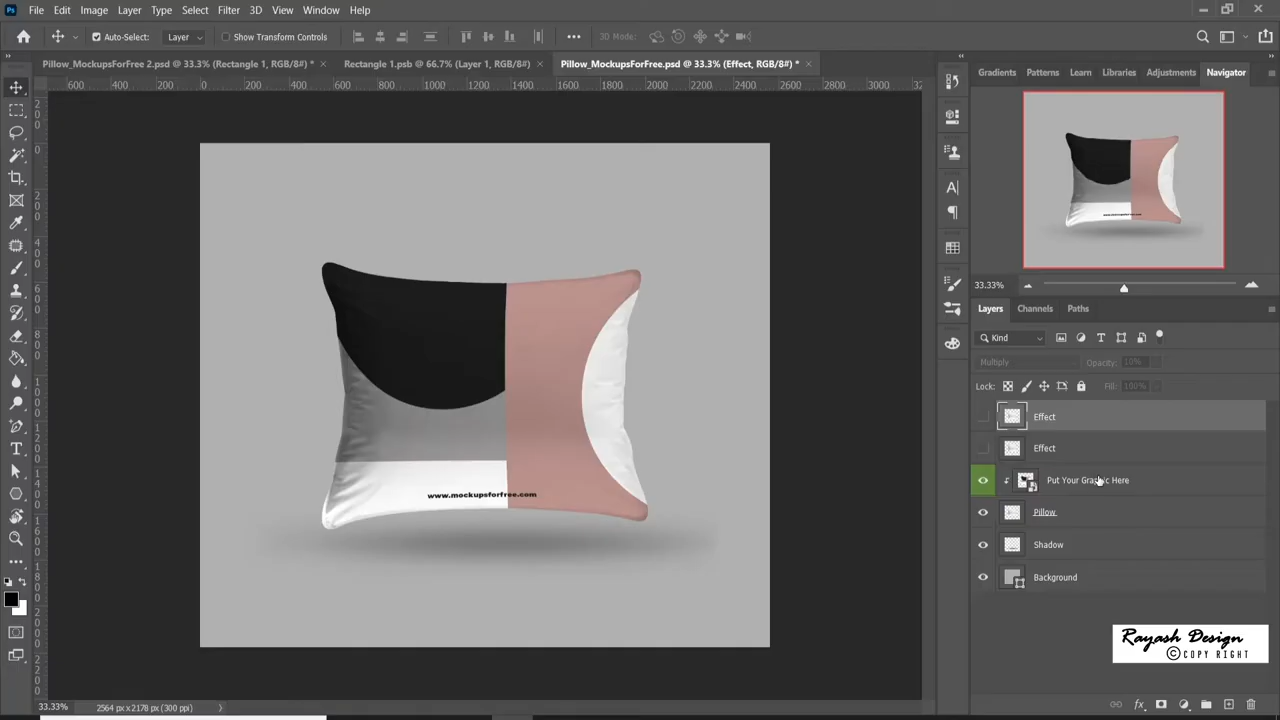 Ps File Edit Image Layer Type Select Filter 3D View Window Help
Auto-Select: Layer Show Transform Controls 3D Mode:
Pillow_MockupsForFree 2.psd @ 33.3% (Rectangle 1, RGB/8#) * × Rectangle 1.psb @ 66.7% (Layer 1, RGB/8#) × Pillow_MockupsForFree.psd @ 33.3% (Effect, RGB/8#) * ×
600 400 200 0 200 400 600 800 1000 1200 1400 1600 1800 2000 2200 2400 2600 2800 3000
Gradients Patterns Learn Libraries Adjustments Navigator
33.33%
Layers Channels Paths
Kind
Multiply Opacity: 10%
Lock: Fill: 100%
Effect
Effect
Put Your Graphic Here
Pillow
Shadow
Background
www.mockupsforfree.com
Rayash Design
© COPY RIGHT
33.33% 2564 px x 2178 px (300 ppi)